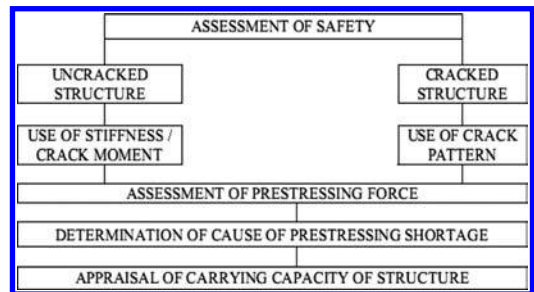 ASSESSMENT OF SAFETY
UNCRACKED
STRUCTURE
CRACKED
STRUCTURE
USE OF STIFFNESS /
CRACK MOMENT
USE OF CRACK
PATTERN
ASSESSMENT OF PRESTRESSING FORCE
DETERMINATION OF CAUSE OF PRESTRESSING SHORTAGE
APPRAISAL OF CARRYING CAPACITY OF STRUCTURE